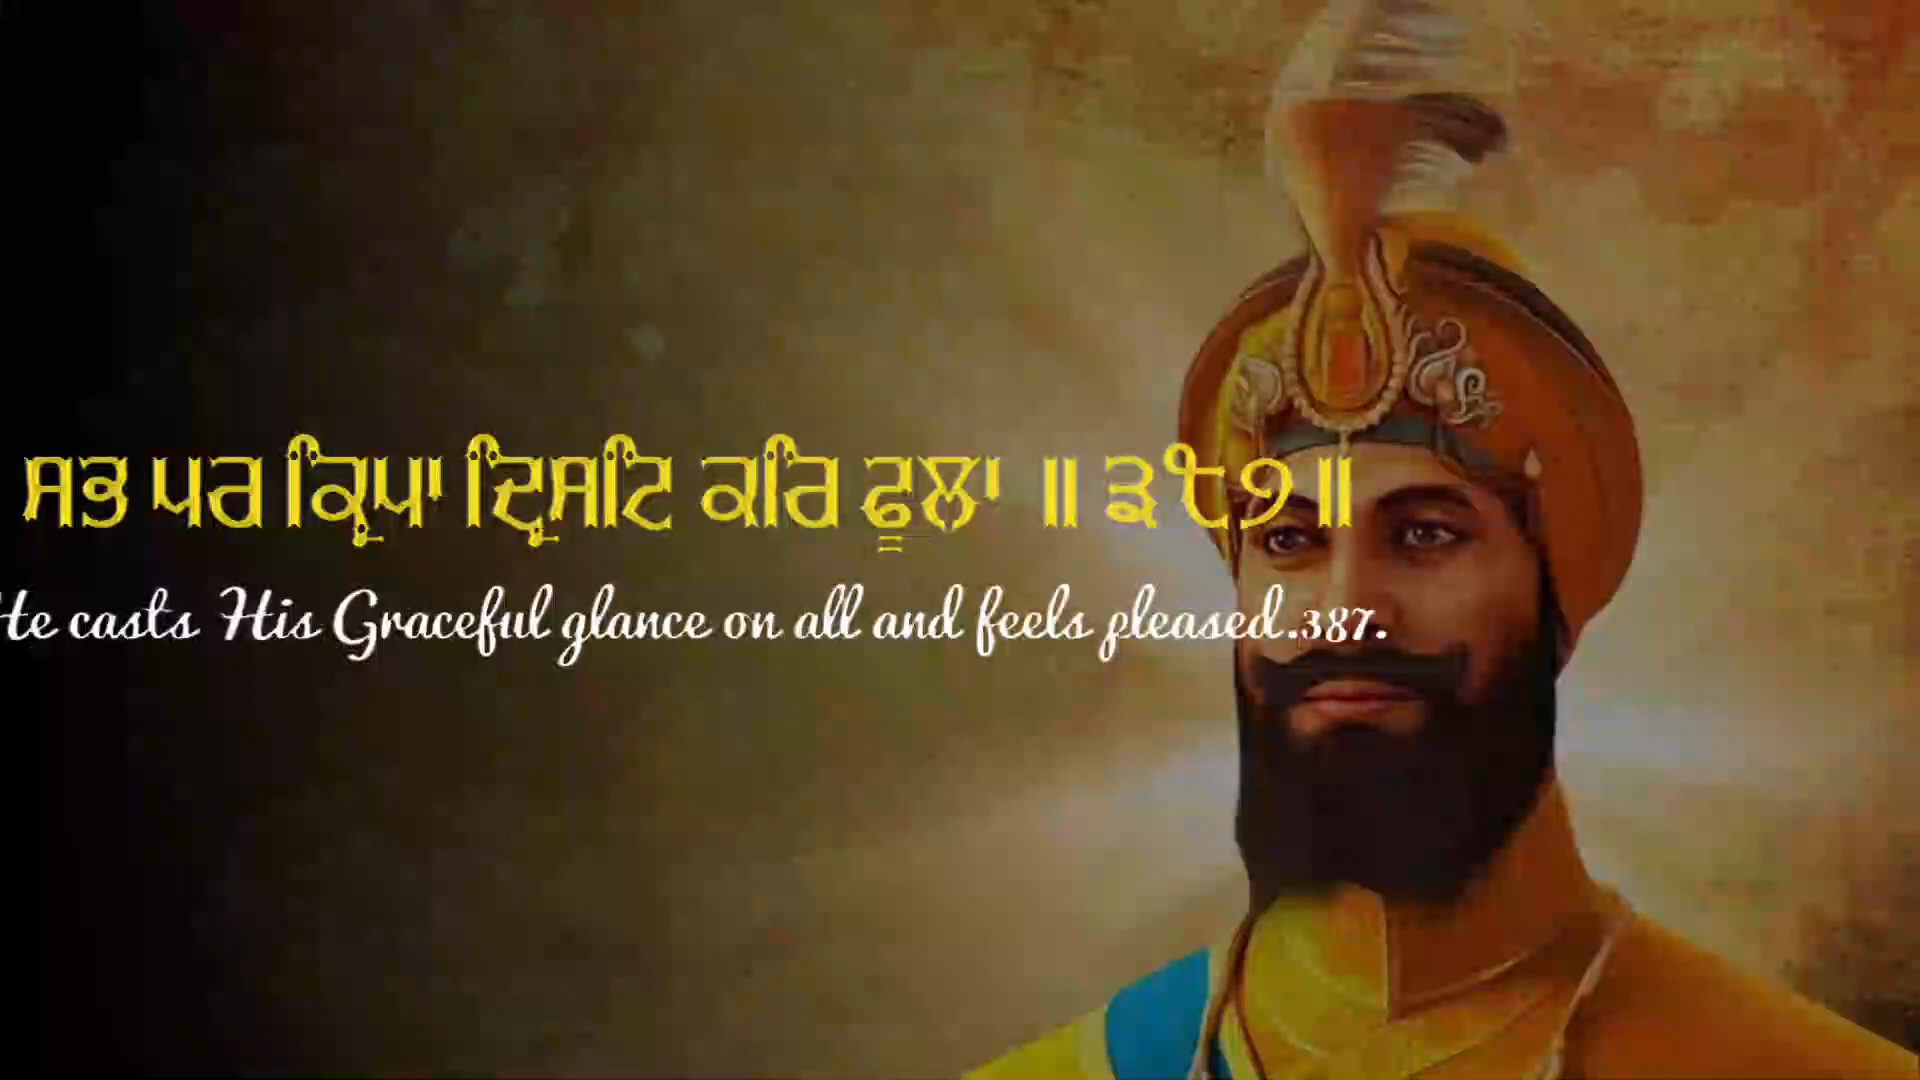 ਸਭ ਪਰ ਕ੍ਰਿਪਾ ਦ੍ਰਿਸਟਿ ਕਰਿ ਫੂਲਾ ॥੩੮੭॥
He casts His Graceful glance on all and feels pleased.387.